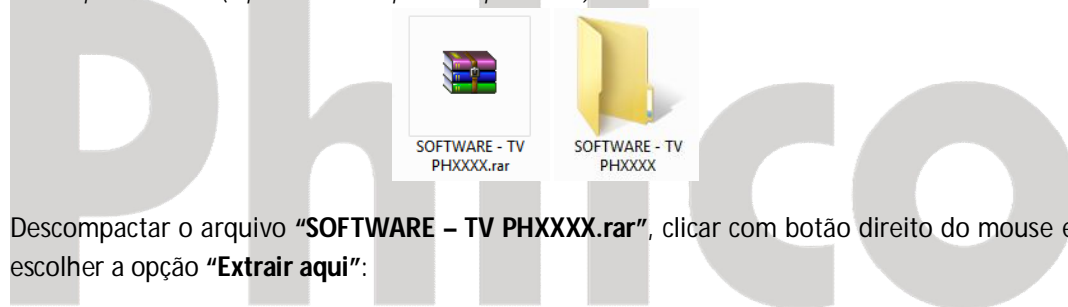 Philco
SOFTWARE - TV
PHXXXX.rar
SOFTWARE - TV
PHXXXX
Descompactar o arquivo “SOFTWARE – TV PHXXXX.rar”, clicar com botão direito do mouse e
escolher a opção “Extrair aqui”: